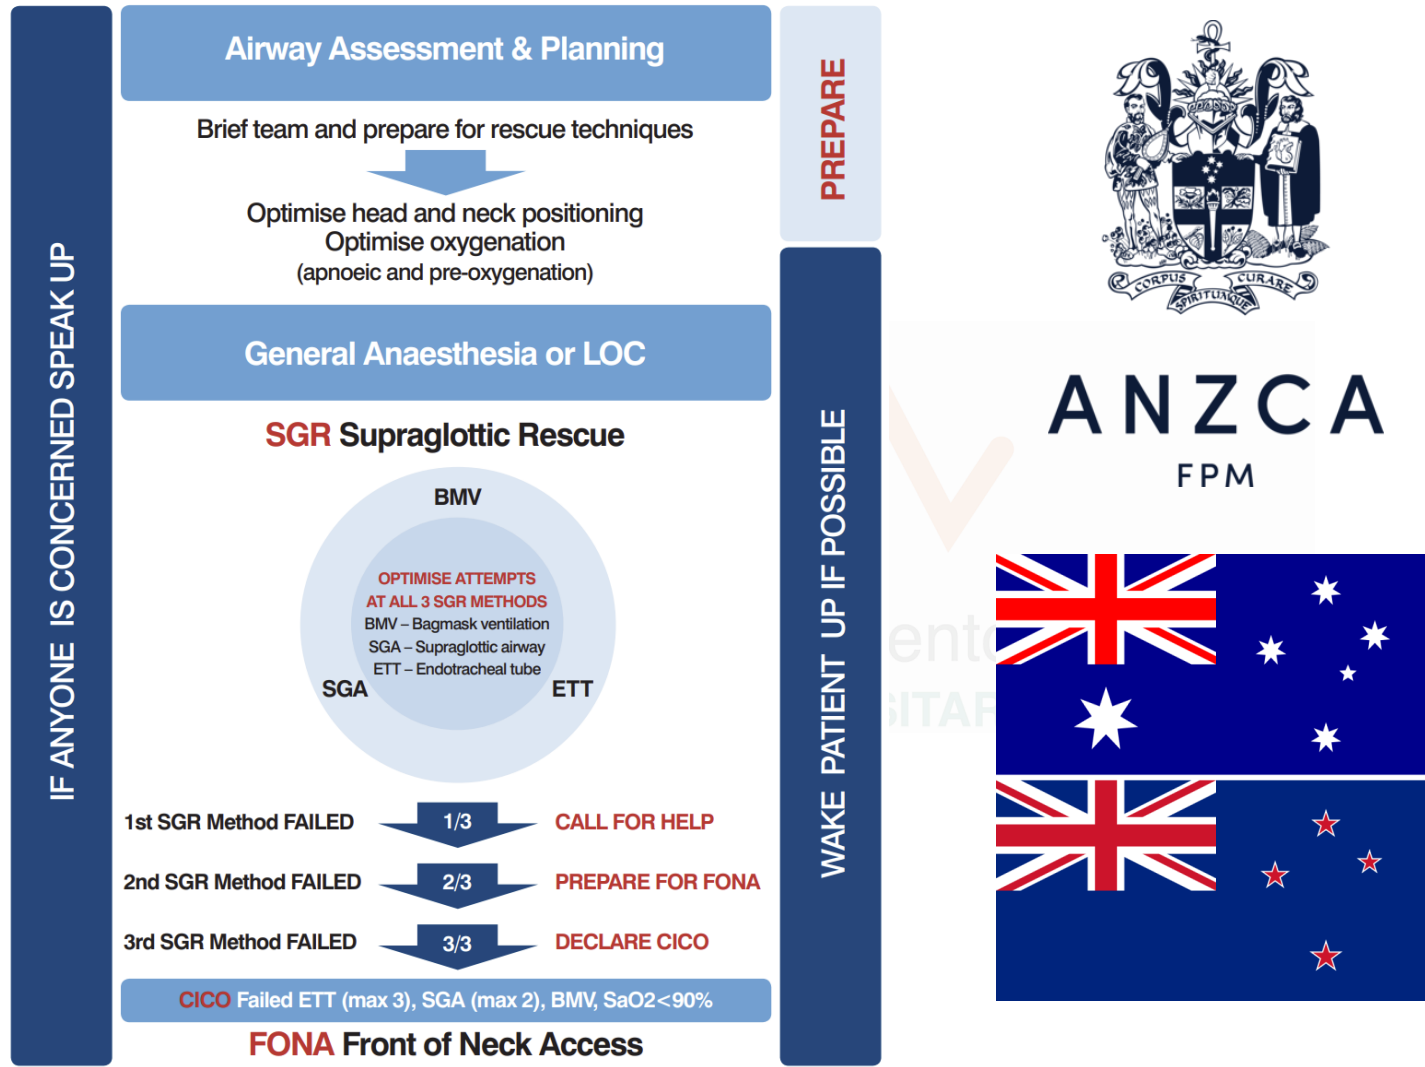 IF ANYONE IS CONCERNED SPEAK UP
Airway Assessment & Planning
Brief team and prepare for rescue techniques
Optimise head and neck positioning
Optimise oxygenation
(apnoeic and pre-oxygenation)
General Anaesthesia or LOC
SGR Supraglottic Rescue
BMV
OPTIMISE ATTEMPTS
AT ALL 3 SGR METHODS
BMV – Bagmask ventilation
SGA – Supraglottic airway
ETT – Endotracheal tube
SGA
ETT
1st SGR Method FAILED 1/3 CALL FOR HELP
2nd SGR Method FAILED 2/3 PREPARE FOR FONA
3rd SGR Method FAILED 3/3 DECLARE CICO
CICO Failed ETT (max 3), SGA (max 2), BMV, SaO2<90%
FONA Front of Neck Access
PREPARE
WAKE PATIENT UP IF POSSIBLE
CORPUS
SPIRITUMQUE
CURARE
ANZCA
FPM